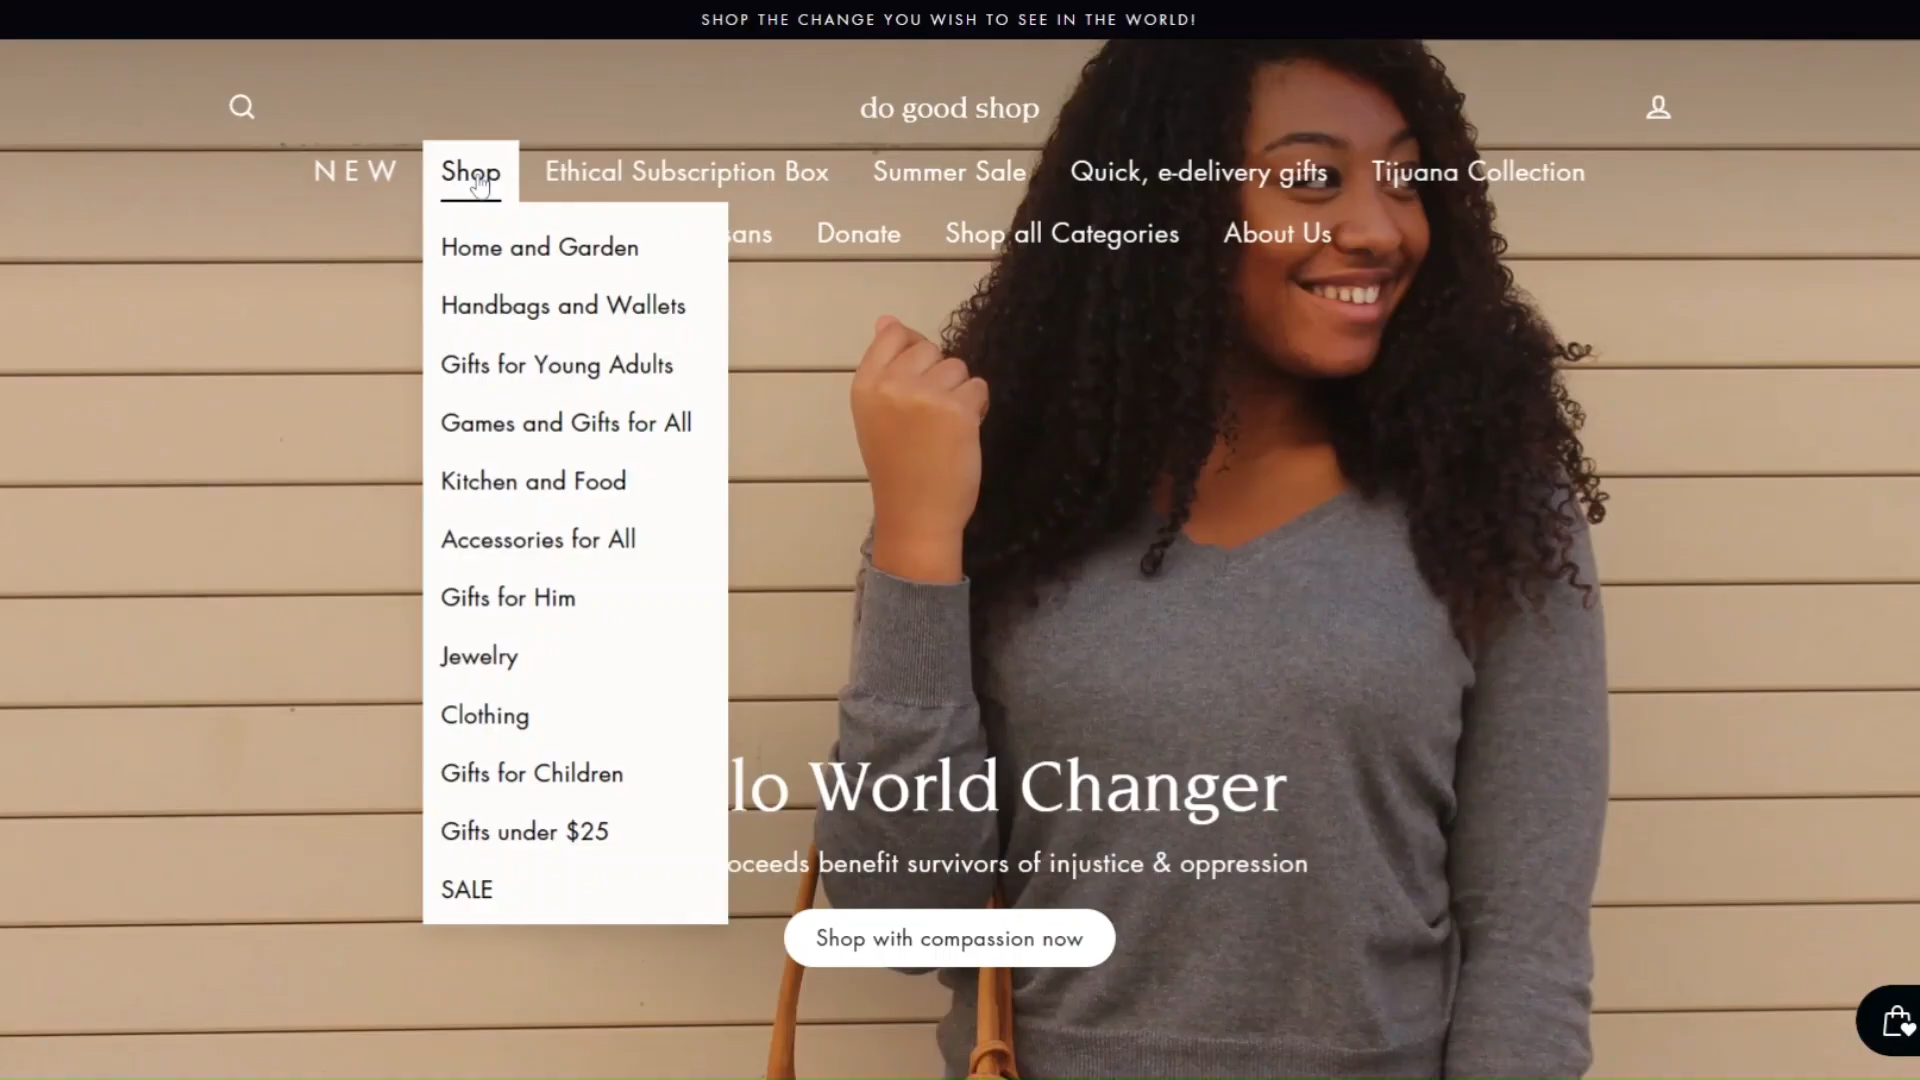 SHOP THE CHANGE YOU WISH TO SEE IN THE WORLD!
do good shop
NEW Shop Ethical Subscription Box Summer Sale Quick, e-delivery gifts Tijuana Collection
sans Donate Shop all Categories About Us
Home and Garden
Handbags and Wallets
Gifts for Young Adults
Games and Gifts for All
Kitchen and Food
Accessories for All
Gifts for Him
Jewelry
Clothing
Gifts for Children
Gifts under $25
SALE
lo World Changer
oceeds benefit survivors of injustice & oppression
Shop with compassion now